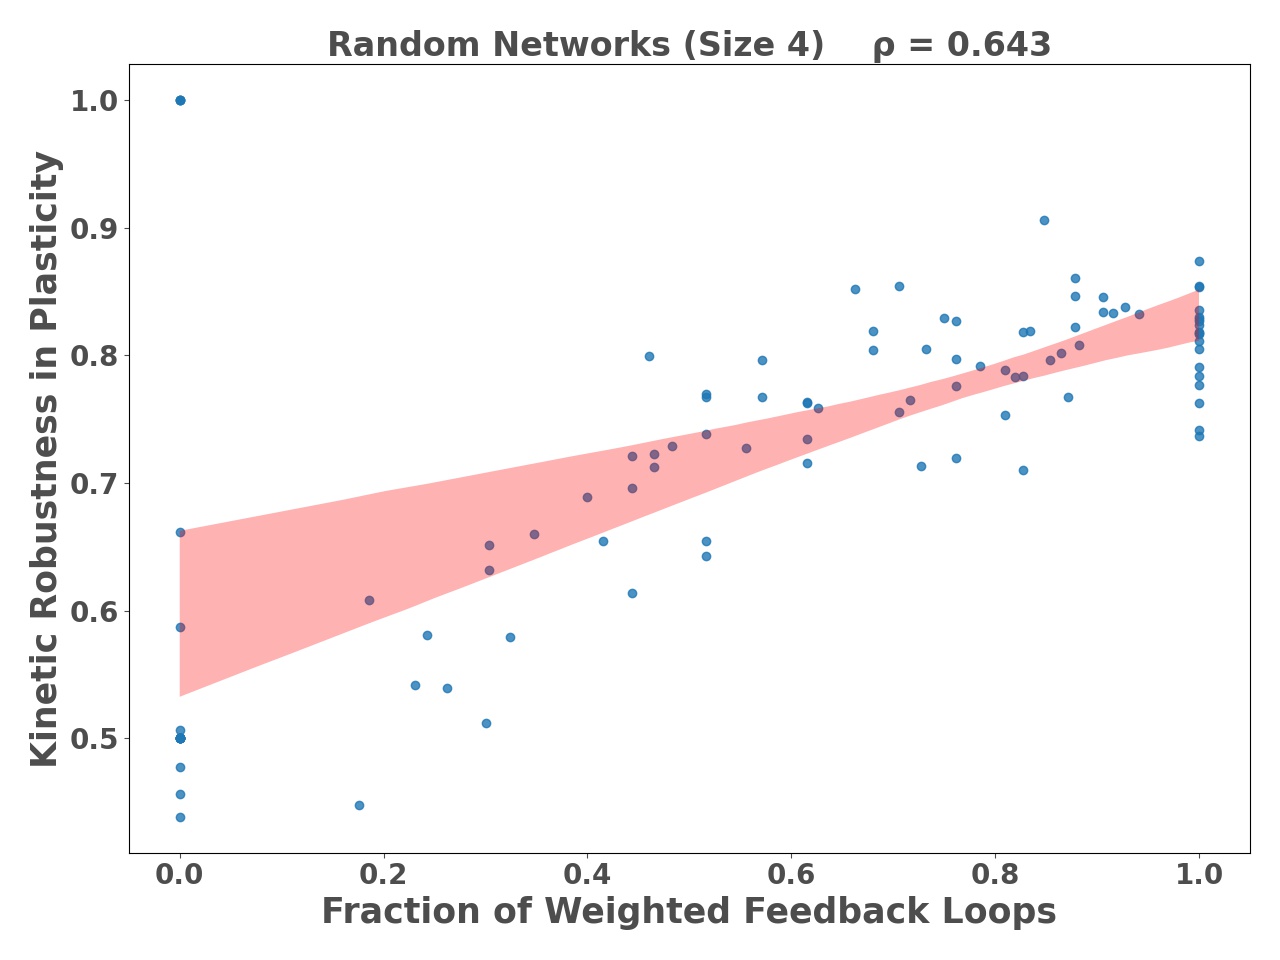 Random Networks (Size 4) ρ = 0.643
1.0
0.9
0.8
0.7
0.6
0.5
Kinetic Robustness in Plasticity
0.0 0.2 0.4 0.6 0.8 1.0
Fraction of Weighted Feedback Loops